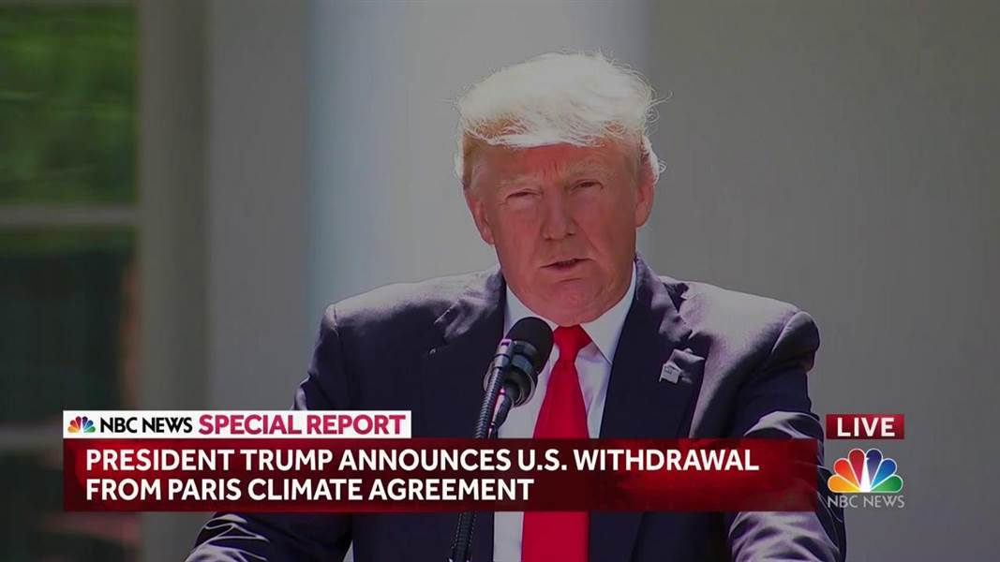 NBC NEWS SPECIAL REPORT
LIVE
PRESIDENT TRUMP ANNOUNCES U.S. WITHDRAWAL
FROM PARIS CLIMATE AGREEMENT
NBC NEWS